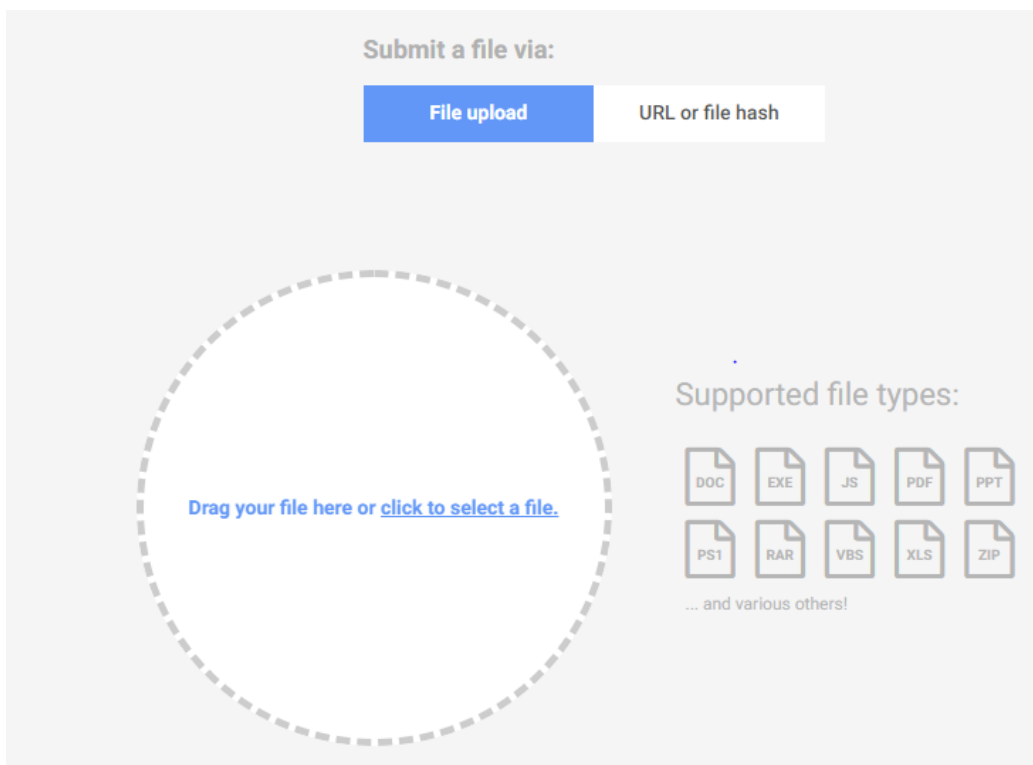 Submit a file via:
File upload
URL or file hash
Drag your file here or click to select a file.
Supported file types:
DOC EXE JS PDF PPT
PS1 RAR VBS XLS ZIP
... and various others!